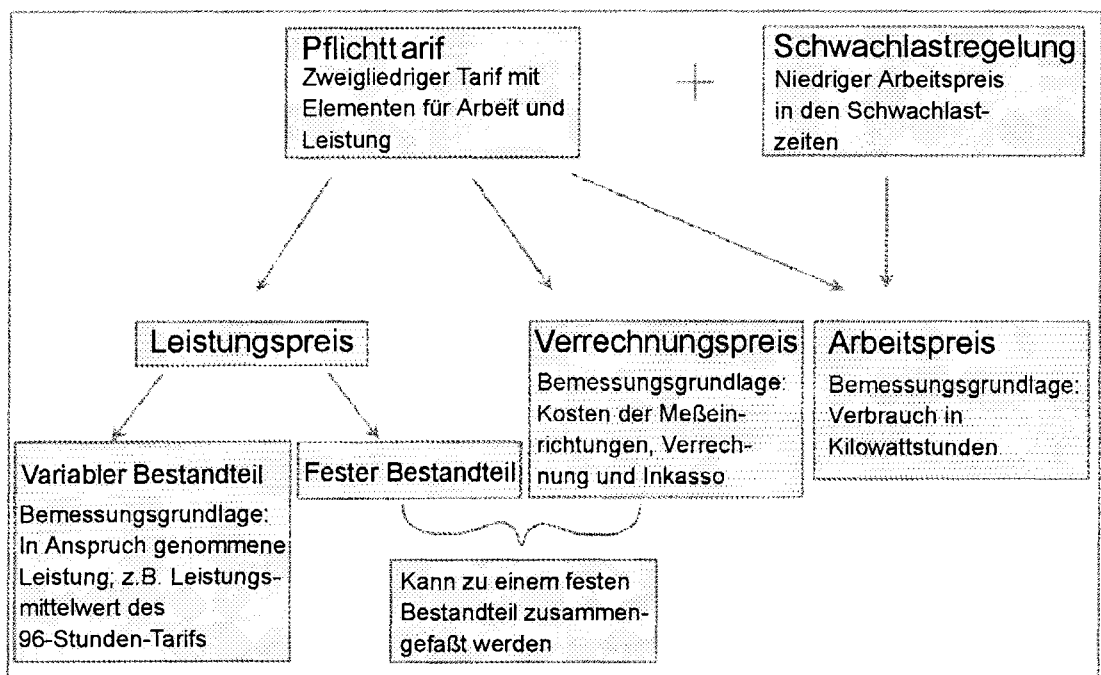 Pflichttarif
Zweigliedriger Tarif mit
Elementen für Arbeit und
Leistung
+
Schwachlastregelung
Niedriger Arbeitspreis
in den Schwachlast-
zeiten
Leistungspreis
Verrechnungspreis
Bemessungsgrundlage:
Kosten der Meßein-
richtungen, Verrech-
nung und Inkasso
Arbeitspreis
Bemessungsgrundlage:
Verbrauch in
Kilowattstunden
Variabler Bestandteil
Bemessungsgrundlage:
In Anspruch genommene
Leistung; z.B. Leistungs-
mittelwert des
96-Stunden-Tarifs
Fester Bestandteil
Kann zu einem festen
Bestandteil zusammen-
gefaßt werden